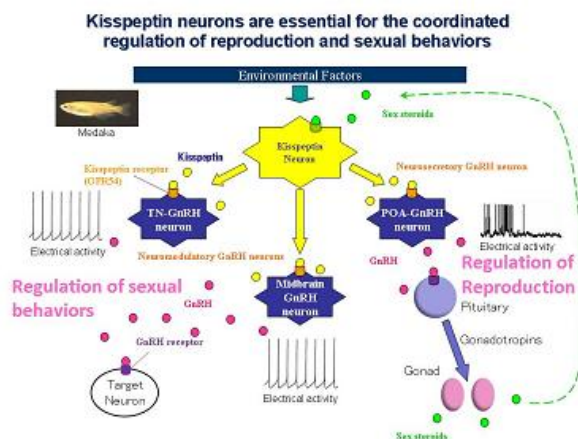 Kisspeptin neurons are essential for the coordinated
regulation of reproduction and sexual behaviors
Environmental Factors
Medaka
Sex steroids
Kisspeptin
Neuron
Kisspeptin
Kisspeptin receptor
(GPR54)
Neurosecretory GnRH neuron
TN-GnRH
neuron
POA-GnRH
neuron
Electrical activity
Electrical activity
Neuromodulatory GnRH neurons
GnRH
Regulation of
Reproduction
Midbrain
GnRH
neuron
Regulation of sexual
behaviors
GnRH
Pituitary
GnRH receptor
Gonadotropins
Target
Neuron
Electrical activity
Gonad
Sex steroids